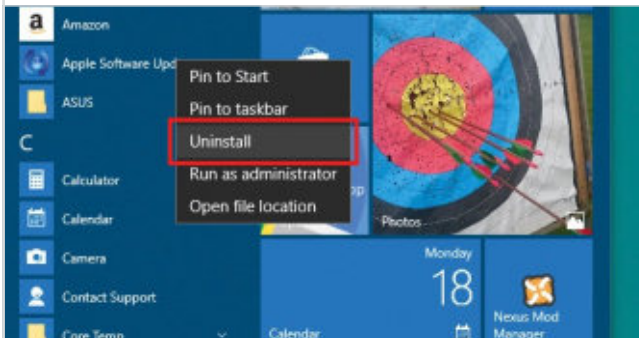 a
Amazon
Apple Software Upd
ASUS
C
Calculator
Calendar
Camera
Contact Support
Core Temp
Pin to Start
Pin to taskbar
Uninstall
Run as administrator
Open file location
op
Photos
Monday
18
Calendar
Nexus Mod
Manager